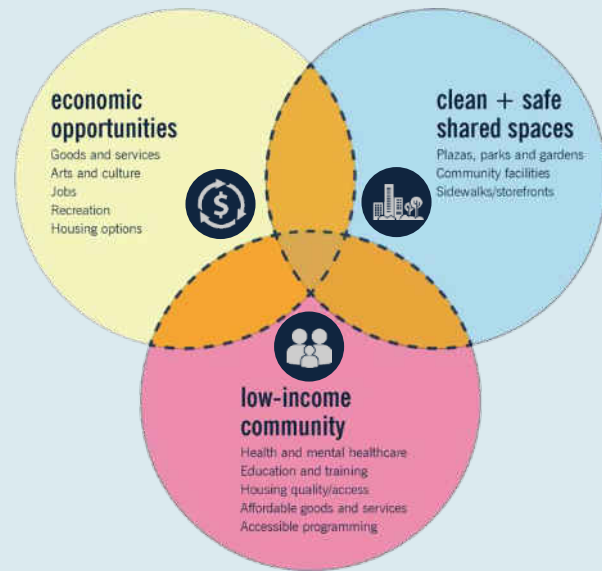 economic
opportunities
Goods and services
Arts and culture
Jobs
Recreation
Housing options
$
clean + safe
shared spaces
Plazas, parks and gardens
Community facilities
Sidewalks/storefronts
low-income
community
Health and mental healthcare
Education and training
Housing quality/access
Affordable goods and services
Accessible programming